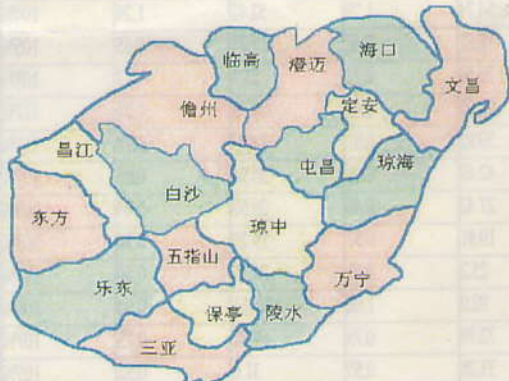 海口
临高
澄迈
文昌
儋州
定安
昌江
屯昌
琼海
白沙
东方
琼中
五指山
万宁
乐东
保亭
陵水
三亚